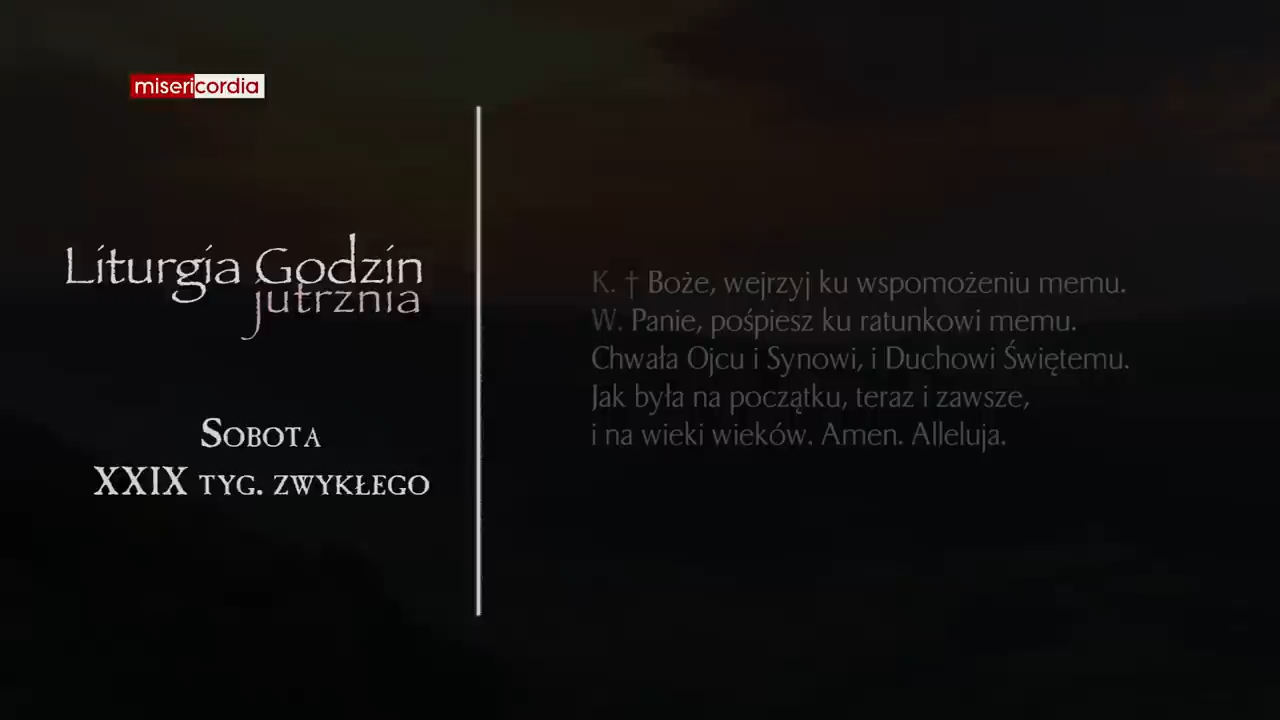 misericordia
Liturgia Godzin
jutrznia
Sobota
XXIX tyg. zwykłego
K. † Boże, wejrzyj ku wspomożeniu memu.
W. Panie, pośpiesz ku ratunkowi memu.
Chwała Ojcu i Synowi, i Duchowi Świętemu.
Jak była na początku, teraz i zawsze,
i na wieki wieków. Amen. Alleluja.